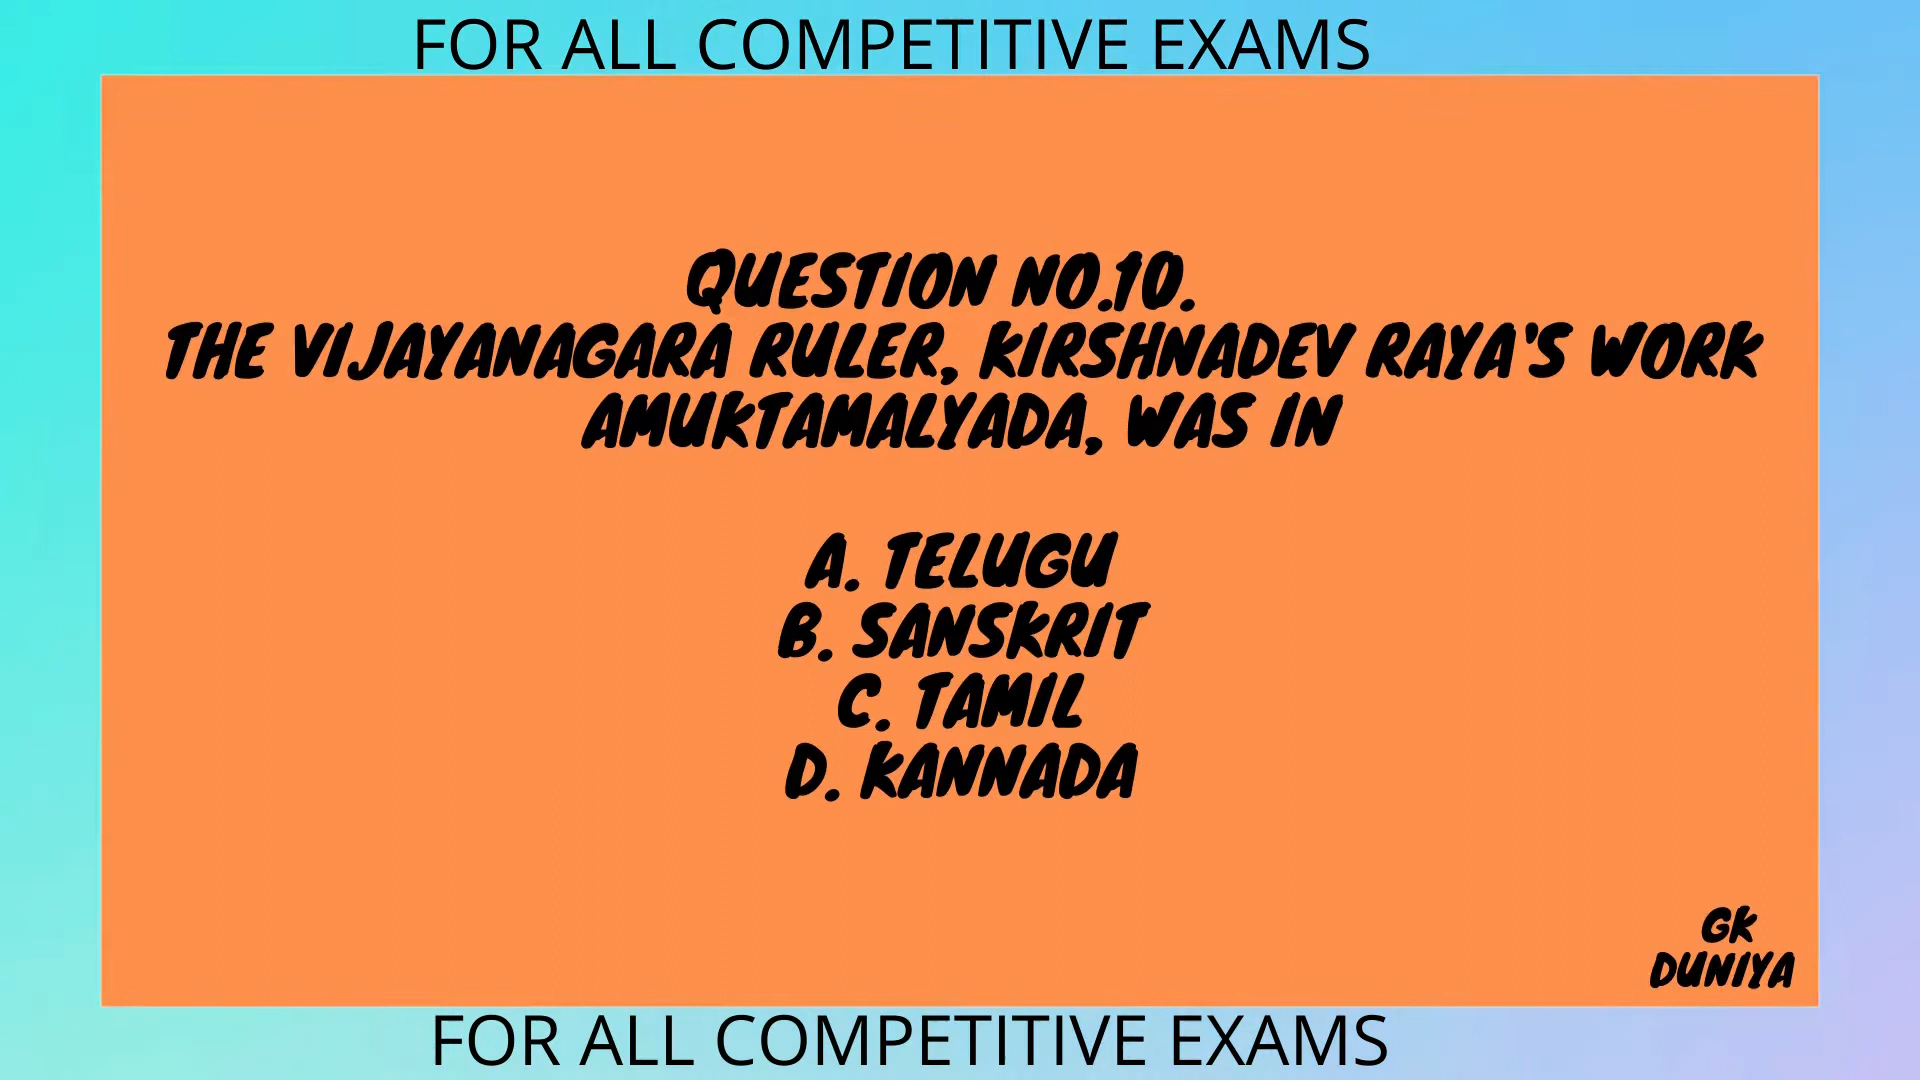 FOR ALL COMPETITIVE EXAMS
QUESTION NO.10.
THE VIJAYANAGARA RULER, KIRSHNADEV RAYA'S WORK
AMUKTAMALYADA, WAS IN
A. TELUGU
B. SANSKRIT
C. TAMIL
D. KANNADA
GK
DUNIYA
FOR ALL COMPETITIVE EXAMS